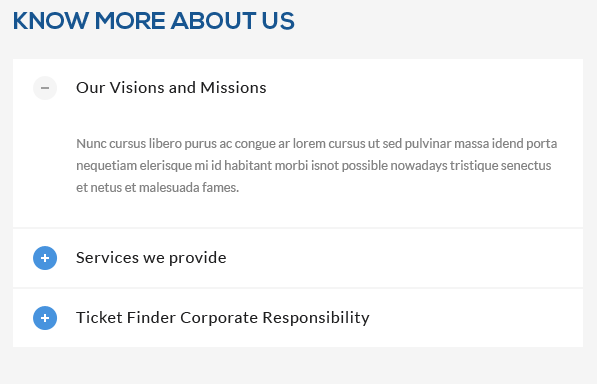 KNOW MORE ABOUT US
Our Visions and Missions
Nunc cursus libero purus ac congue ar lorem cursus ut sed pulvinar massa idend porta
nequetiam elerisque mi id habitant morbi isnot possible nowadays tristique senectus
et netus et malesuada fames.
Services we provide
Ticket Finder Corporate Responsibility